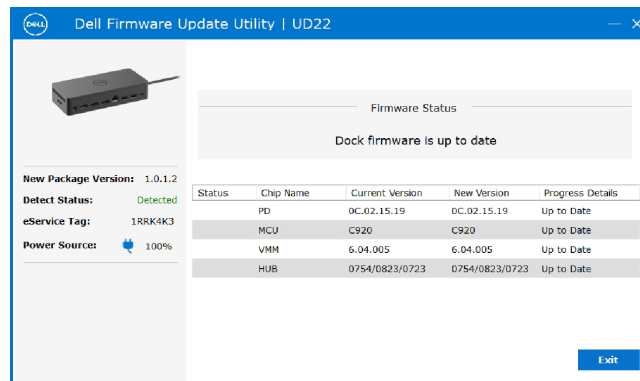 DELL
Dell Firmware Update Utility | UD22
Firmware Status
Dock firmware is up to date
New Package Version: 1.0.1.2
Detect Status: Detected
eService Tag: 1RRK4K3
Power Source: 100%
Status Chip Name Current Version New Version Progress Details
PD 0C.02.15.19 0C.02.15.19 Up to Date
MCU C920 C920 Up to Date
VMM 6.04.005 6.04.005 Up to Date
HUB 0754/0823/0723 0754/0823/0723 Up to Date
Exit